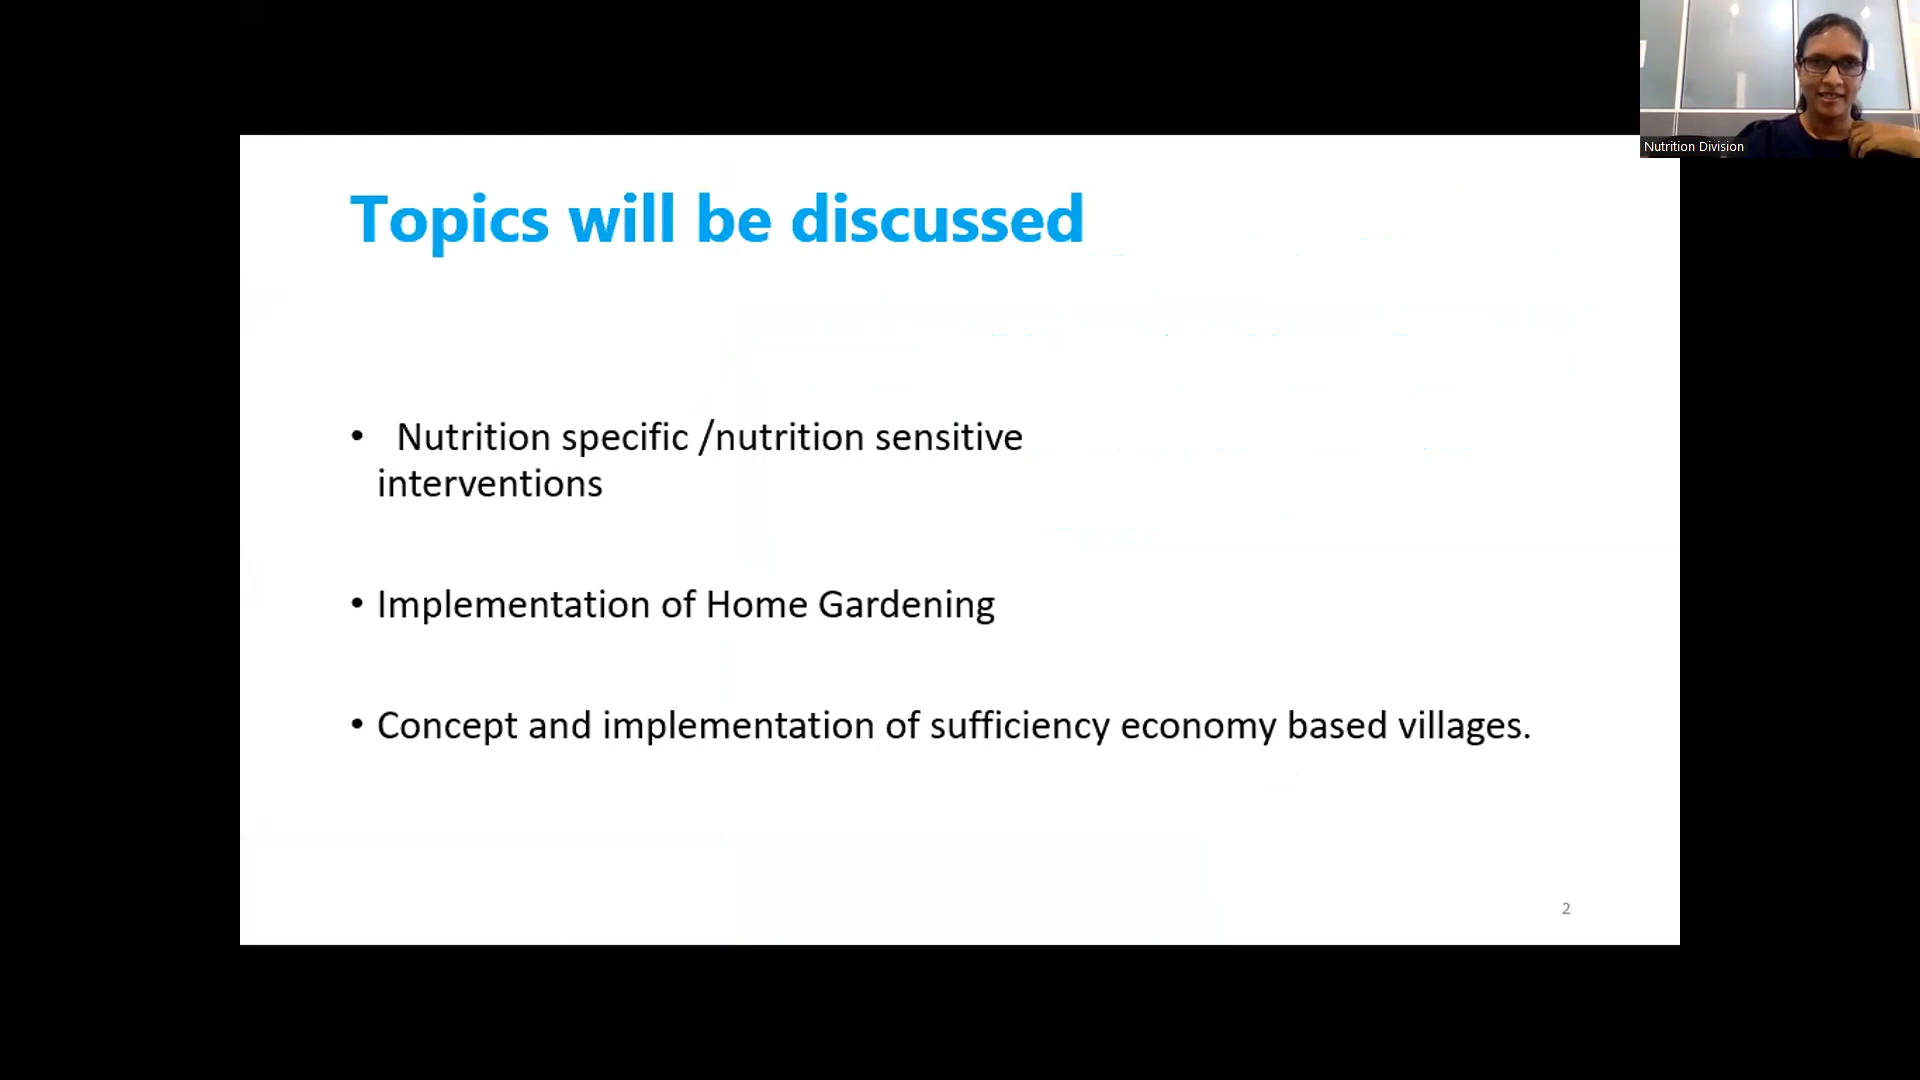 Nutrition Division
Topics will be discussed
• Nutrition specific /nutrition sensitive
interventions
• Implementation of Home Gardening
• Concept and implementation of sufficiency economy based villages.
2